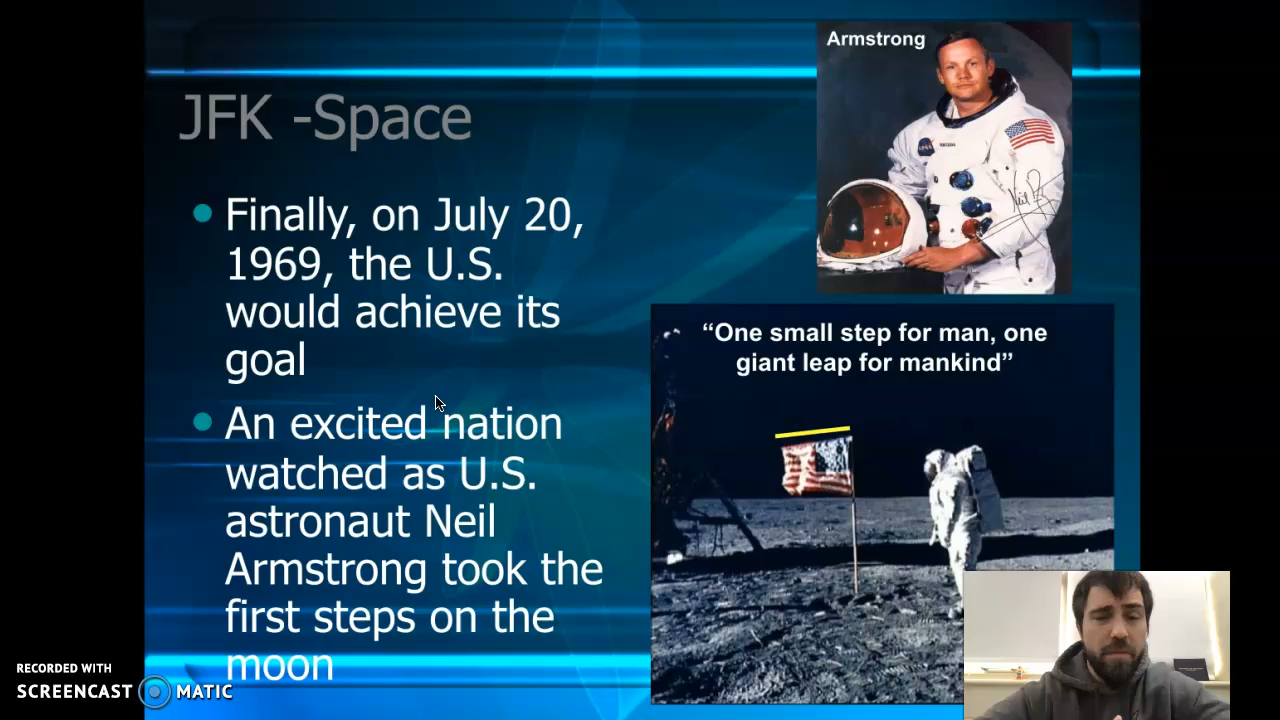 Armstrong
JFK -Space
Finally, on July 20,
1969, the U.S.
would achieve its
goal
An excited nation
watched as U.S.
astronaut Neil
Armstrong took the
first steps on the
moon
“One small step for man, one
giant leap for mankind”
RECORDED WITH
SCREENCAST MATIC